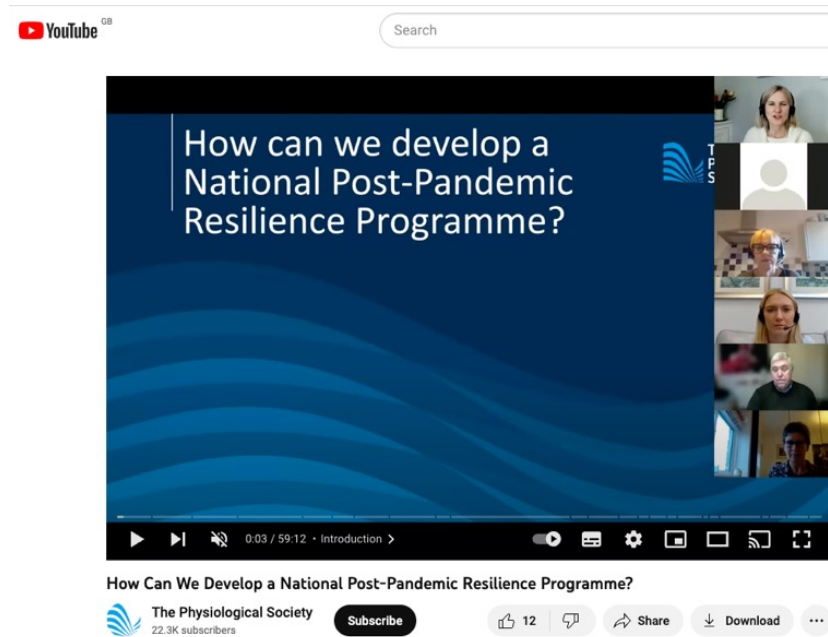 YouTube GB
Search
How can we develop a
National Post-Pandemic
Resilience Programme?
T
P
S
0:03 / 59:12 • Introduction
How Can We Develop a National Post-Pandemic Resilience Programme?
The Physiological Society
22.3K subscribers
Subscribe
12
Share
Download